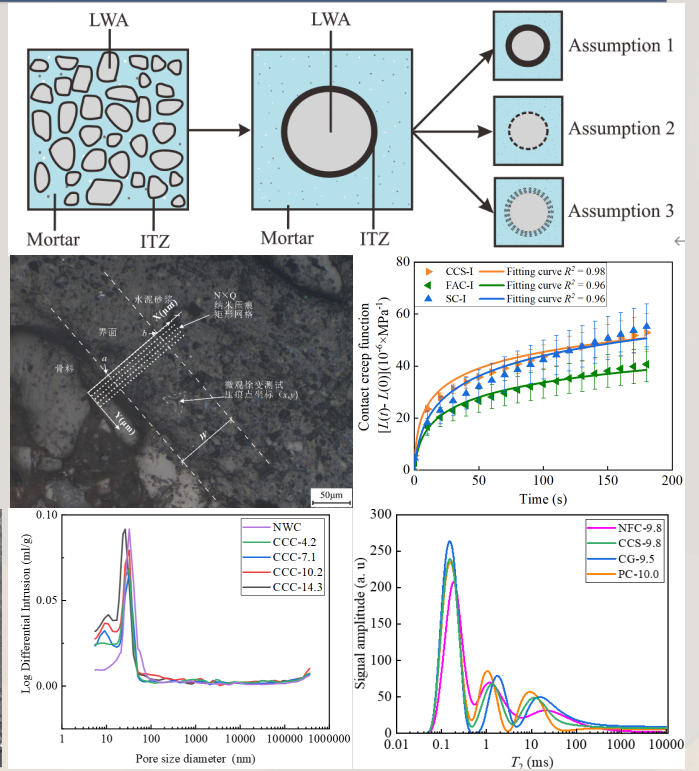 LWA
LWA
Assumption 1
Assumption 2
Assumption 3
Mortar
ITZ
Mortar
ITZ
水泥砂浆
N×Q
纳米压痕
矩形网格
X(μm)
界面
b
a
骨料
微观徐变测试
压痕点坐标 (x,y)
Y(μm)
W
50μm
Contact creep function
[L(t)- L(0)](10⁻⁶×MPa⁻¹)
80
60
40
20
0
CCS-I Fitting curve R² = 0.98
FAC-I Fitting curve R² = 0.96
SC-I Fitting curve R² = 0.96
0 50 100 150 200
Time (s)
Log Differential Intrusion (ml/g)
0.10
0.05
0.00
NWC
CCC-4.2
CCC-7.1
CCC-10.2
CCC-14.3
1 10 100 1000 10000 100000 1000000
Pore size diameter (nm)
Signal amplitude (a. u)
300
250
200
150
100
50
0
NFC-9.8
CCS-9.8
CG-9.5
PC-10.0
0.01 0.1 1 10 100 1000 10000
T₂ (ms)